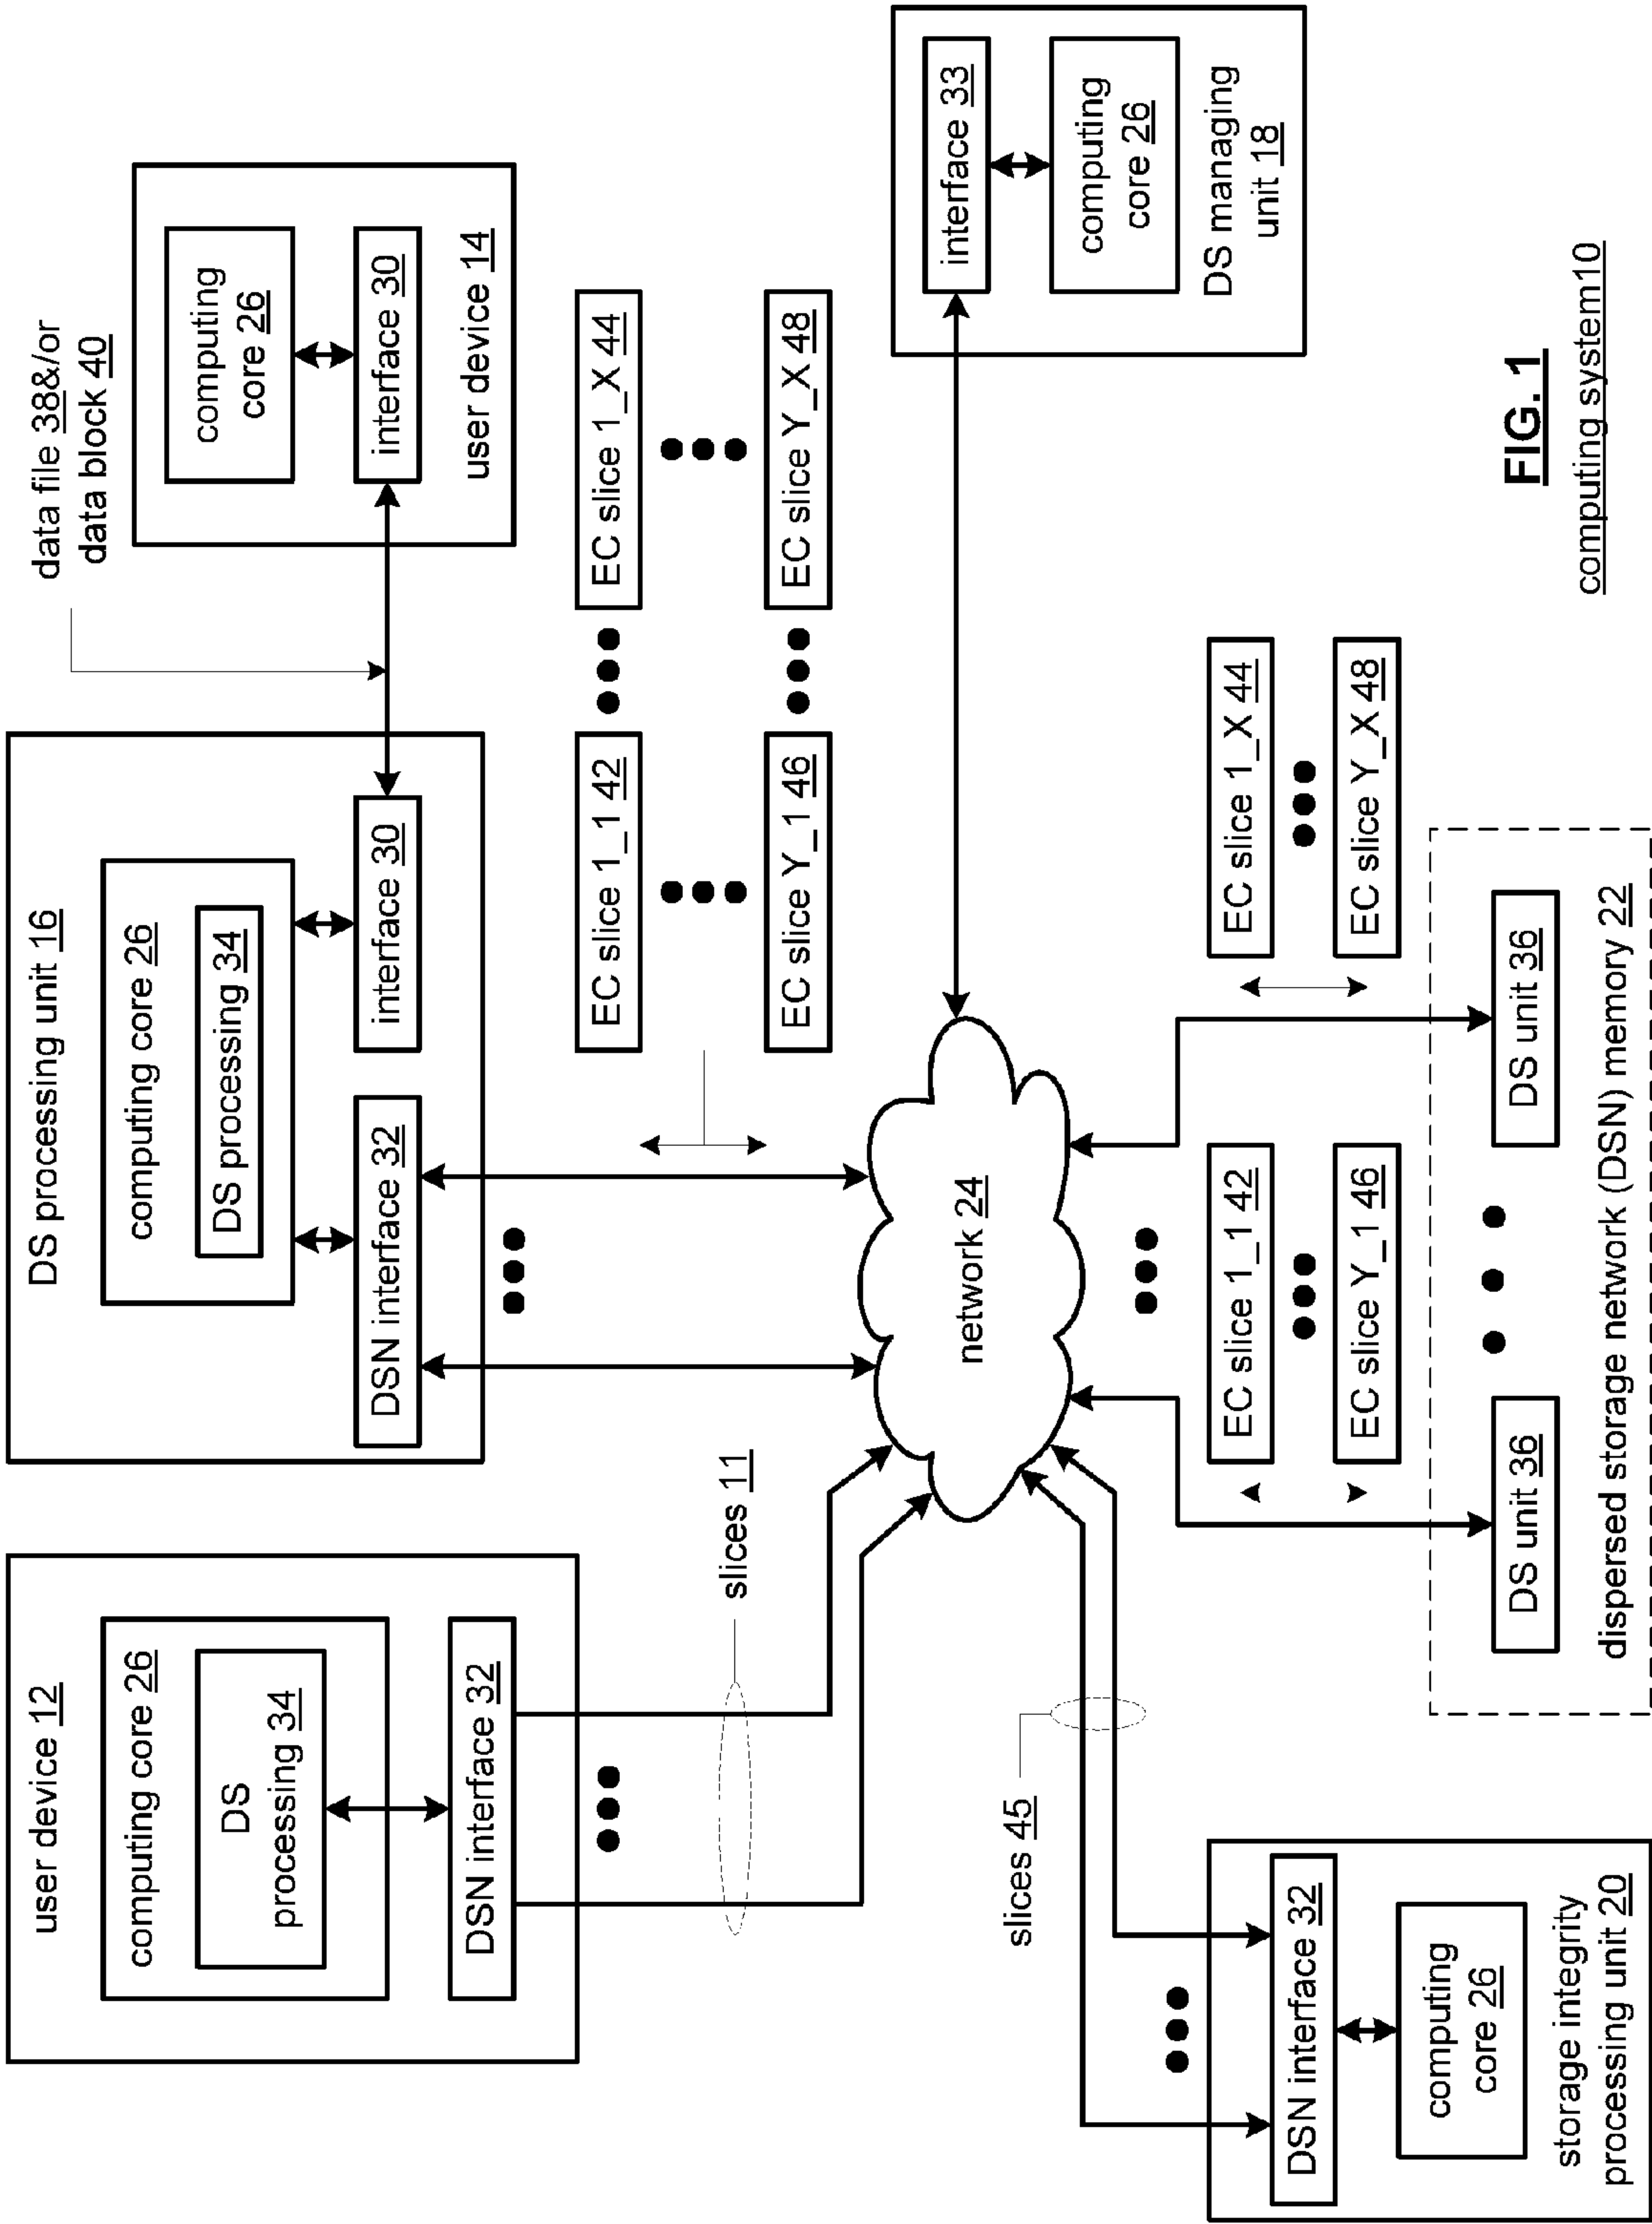 user device 12
computing core 26
DS
processing 34
DSN interface 32
DS processing unit 16
computing core 26
DS processing 34
DSN interface 32
interface 30
data file 38&/or
data block 40
computing
core 26
interface 30
user device 14
slices 11
EC slice 1_1 42
EC slice 1_X 44
EC slice Y_1 46
EC slice Y_X 48
network 24
interface 33
computing
core 26
DS managing
unit 18
slices 45
DSN interface 32
computing
core 26
storage integrity
processing unit 20
EC slice 1_1 42
EC slice Y_1 46
EC slice 1_X 44
EC slice Y_X 48
DS unit 36
DS unit 36
dispersed storage network (DSN) memory 22
FIG. 1
computing system10